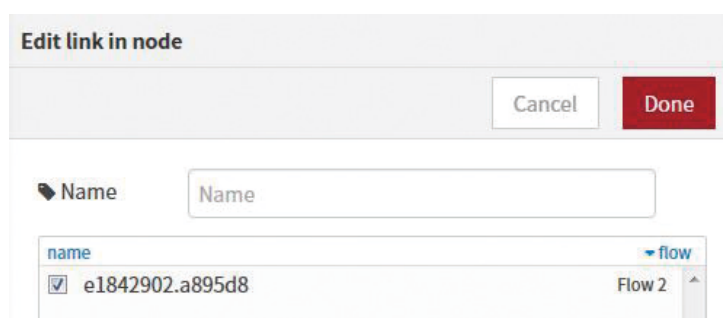 Edit link in node
Cancel Done
Name Name
name flow
e1842902.a895d8 Flow 2